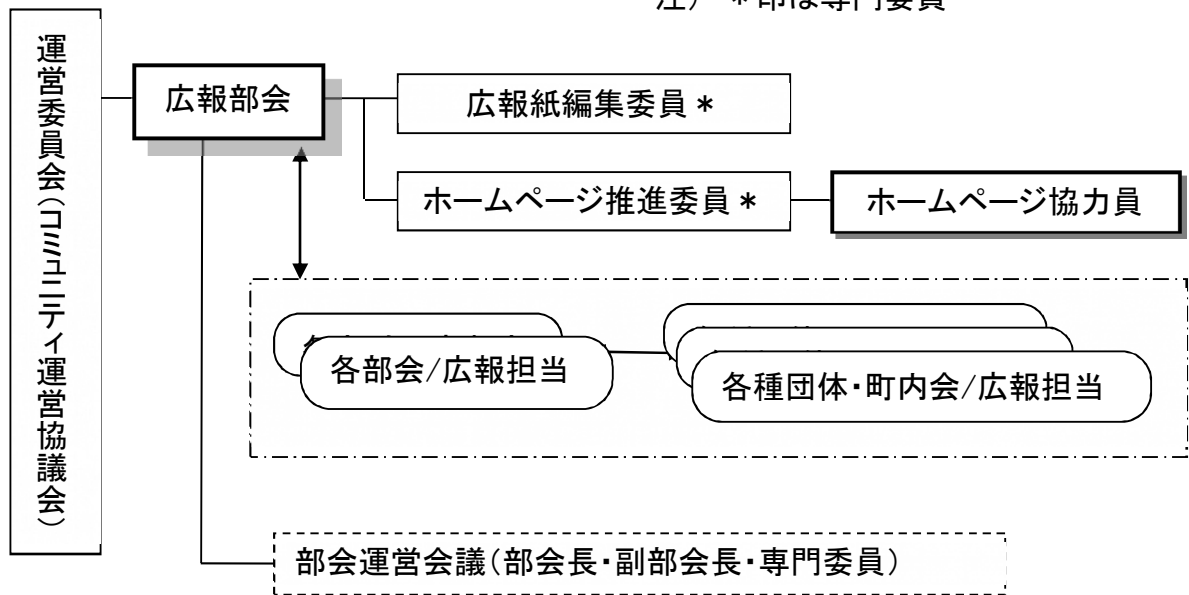 注) *印は専門委員
運営委員会(コミュニティ運営協議会)
広報部会
広報紙編集委員*
ホームページ推進委員*
ホームページ協力員
各部会/広報担当
各種団体・町内会/広報担当
部会運営会議(部会長・副部会長・専門委員)